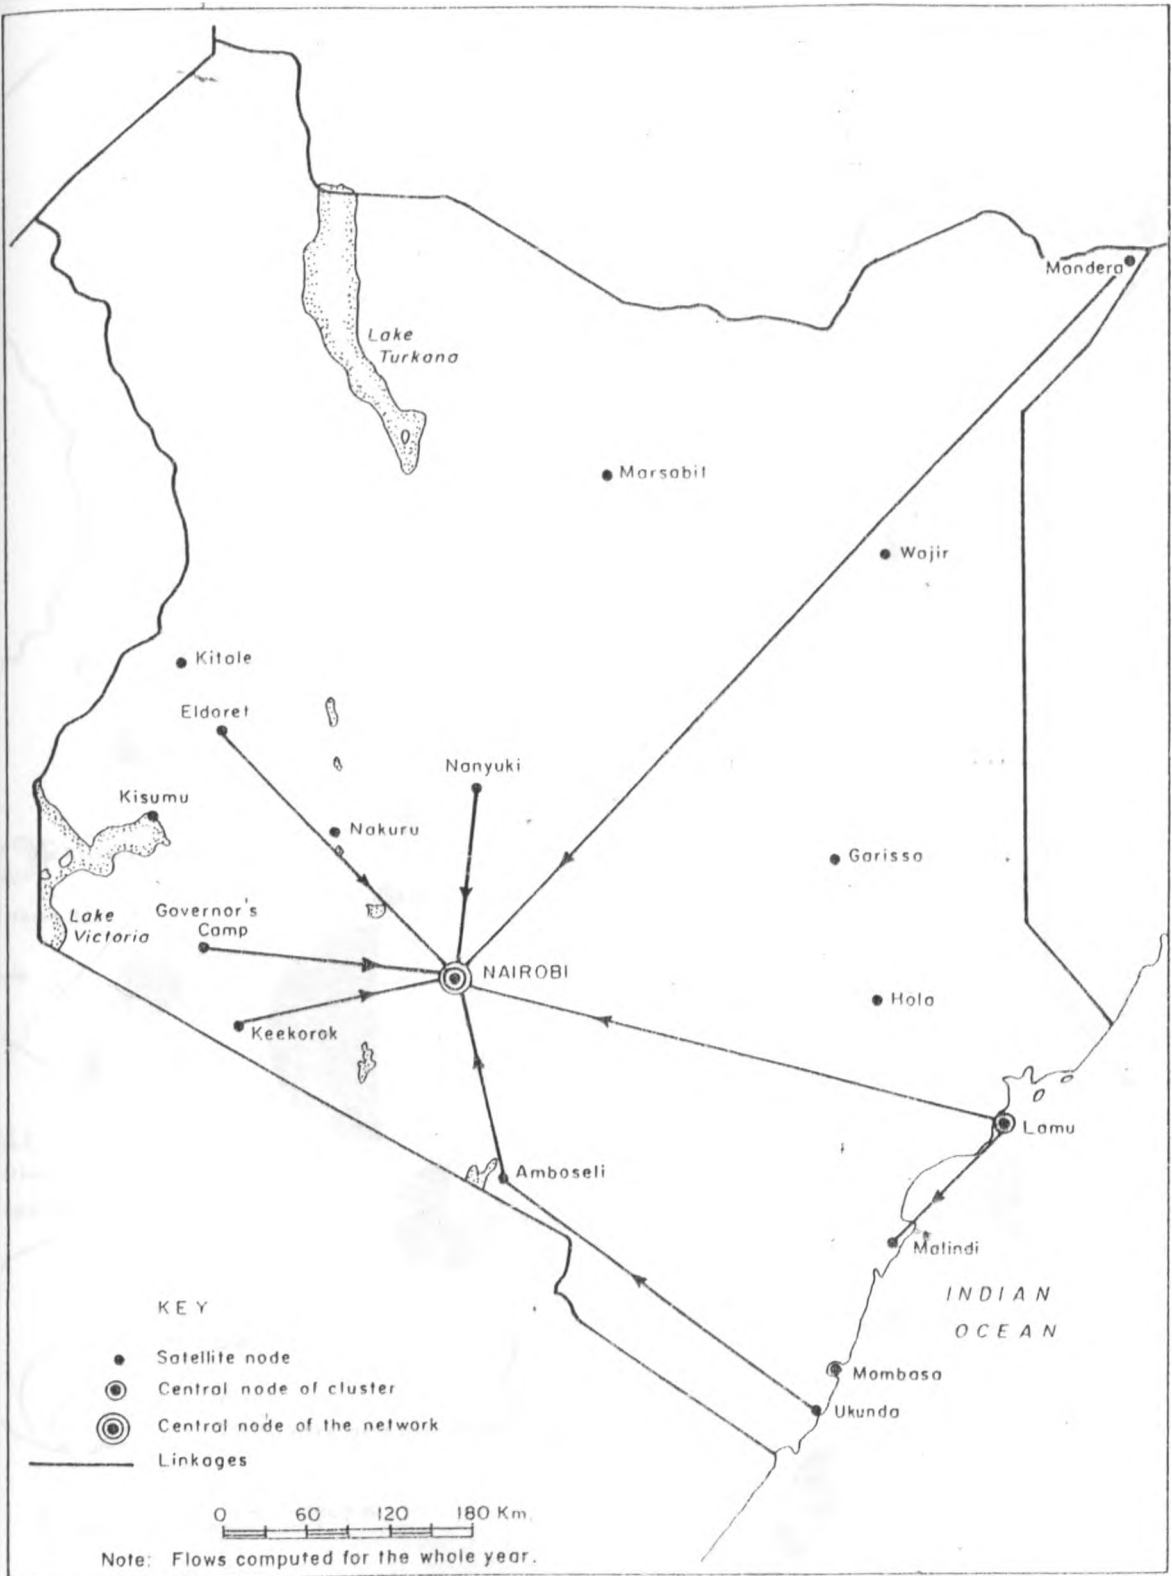 Mandera
Lake
Turkana
Marsabit
Wajir
Kitale
Eldoret
Nanyuki
Kisumu
Nakuru
Garissa
Governor's
Camp
Lake
Victoria
NAIROBI
Hola
Keekorok
Lamu
Amboseli
Malindi
INDIAN
OCEAN
KEY
Satellite node
Central node of cluster
Mombasa
Ukunda
Central node of the network
Linkages
0 60 120 180 Km.
Note: Flows computed for the whole year.